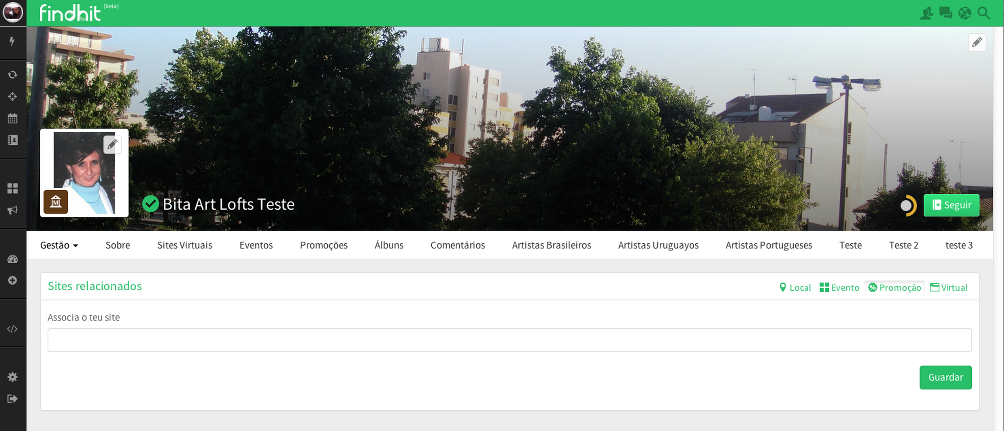 findhit (beta)
Bita Art Lofts Teste
Seguir
Gestão Sobre Sites Virtuais Eventos Promoções Álbuns Comentários Artistas Brasileiros Artistas Uruguayos Artistas Portugueses Teste Teste 2 teste 3
Sites relacionados Local Evento Promoção Virtual
Associa o teu site
Guardar